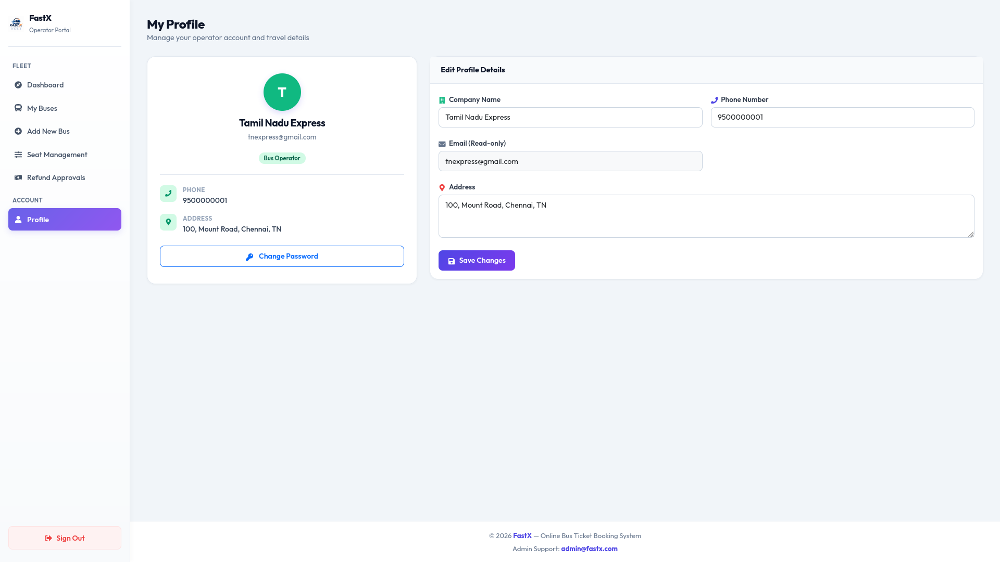 FastX
Operator Portal
FLEET
Dashboard
My Buses
Add New Bus
Seat Management
Refund Approvals
ACCOUNT
Profile
Sign Out
My Profile
Manage your operator account and travel details
T
Tamil Nadu Express
tnexpress@gmail.com
Bus Operator
PHONE
9500000001
ADDRESS
100, Mount Road, Chennai, TN
Change Password
Edit Profile Details
Company Name
Tamil Nadu Express
Phone Number
9500000001
Email (Read-only)
tnexpress@gmail.com
Address
100, Mount Road, Chennai, TN
Save Changes
© 2026 FastX — Online Bus Ticket Booking System
Admin Support: admin@fastx.com